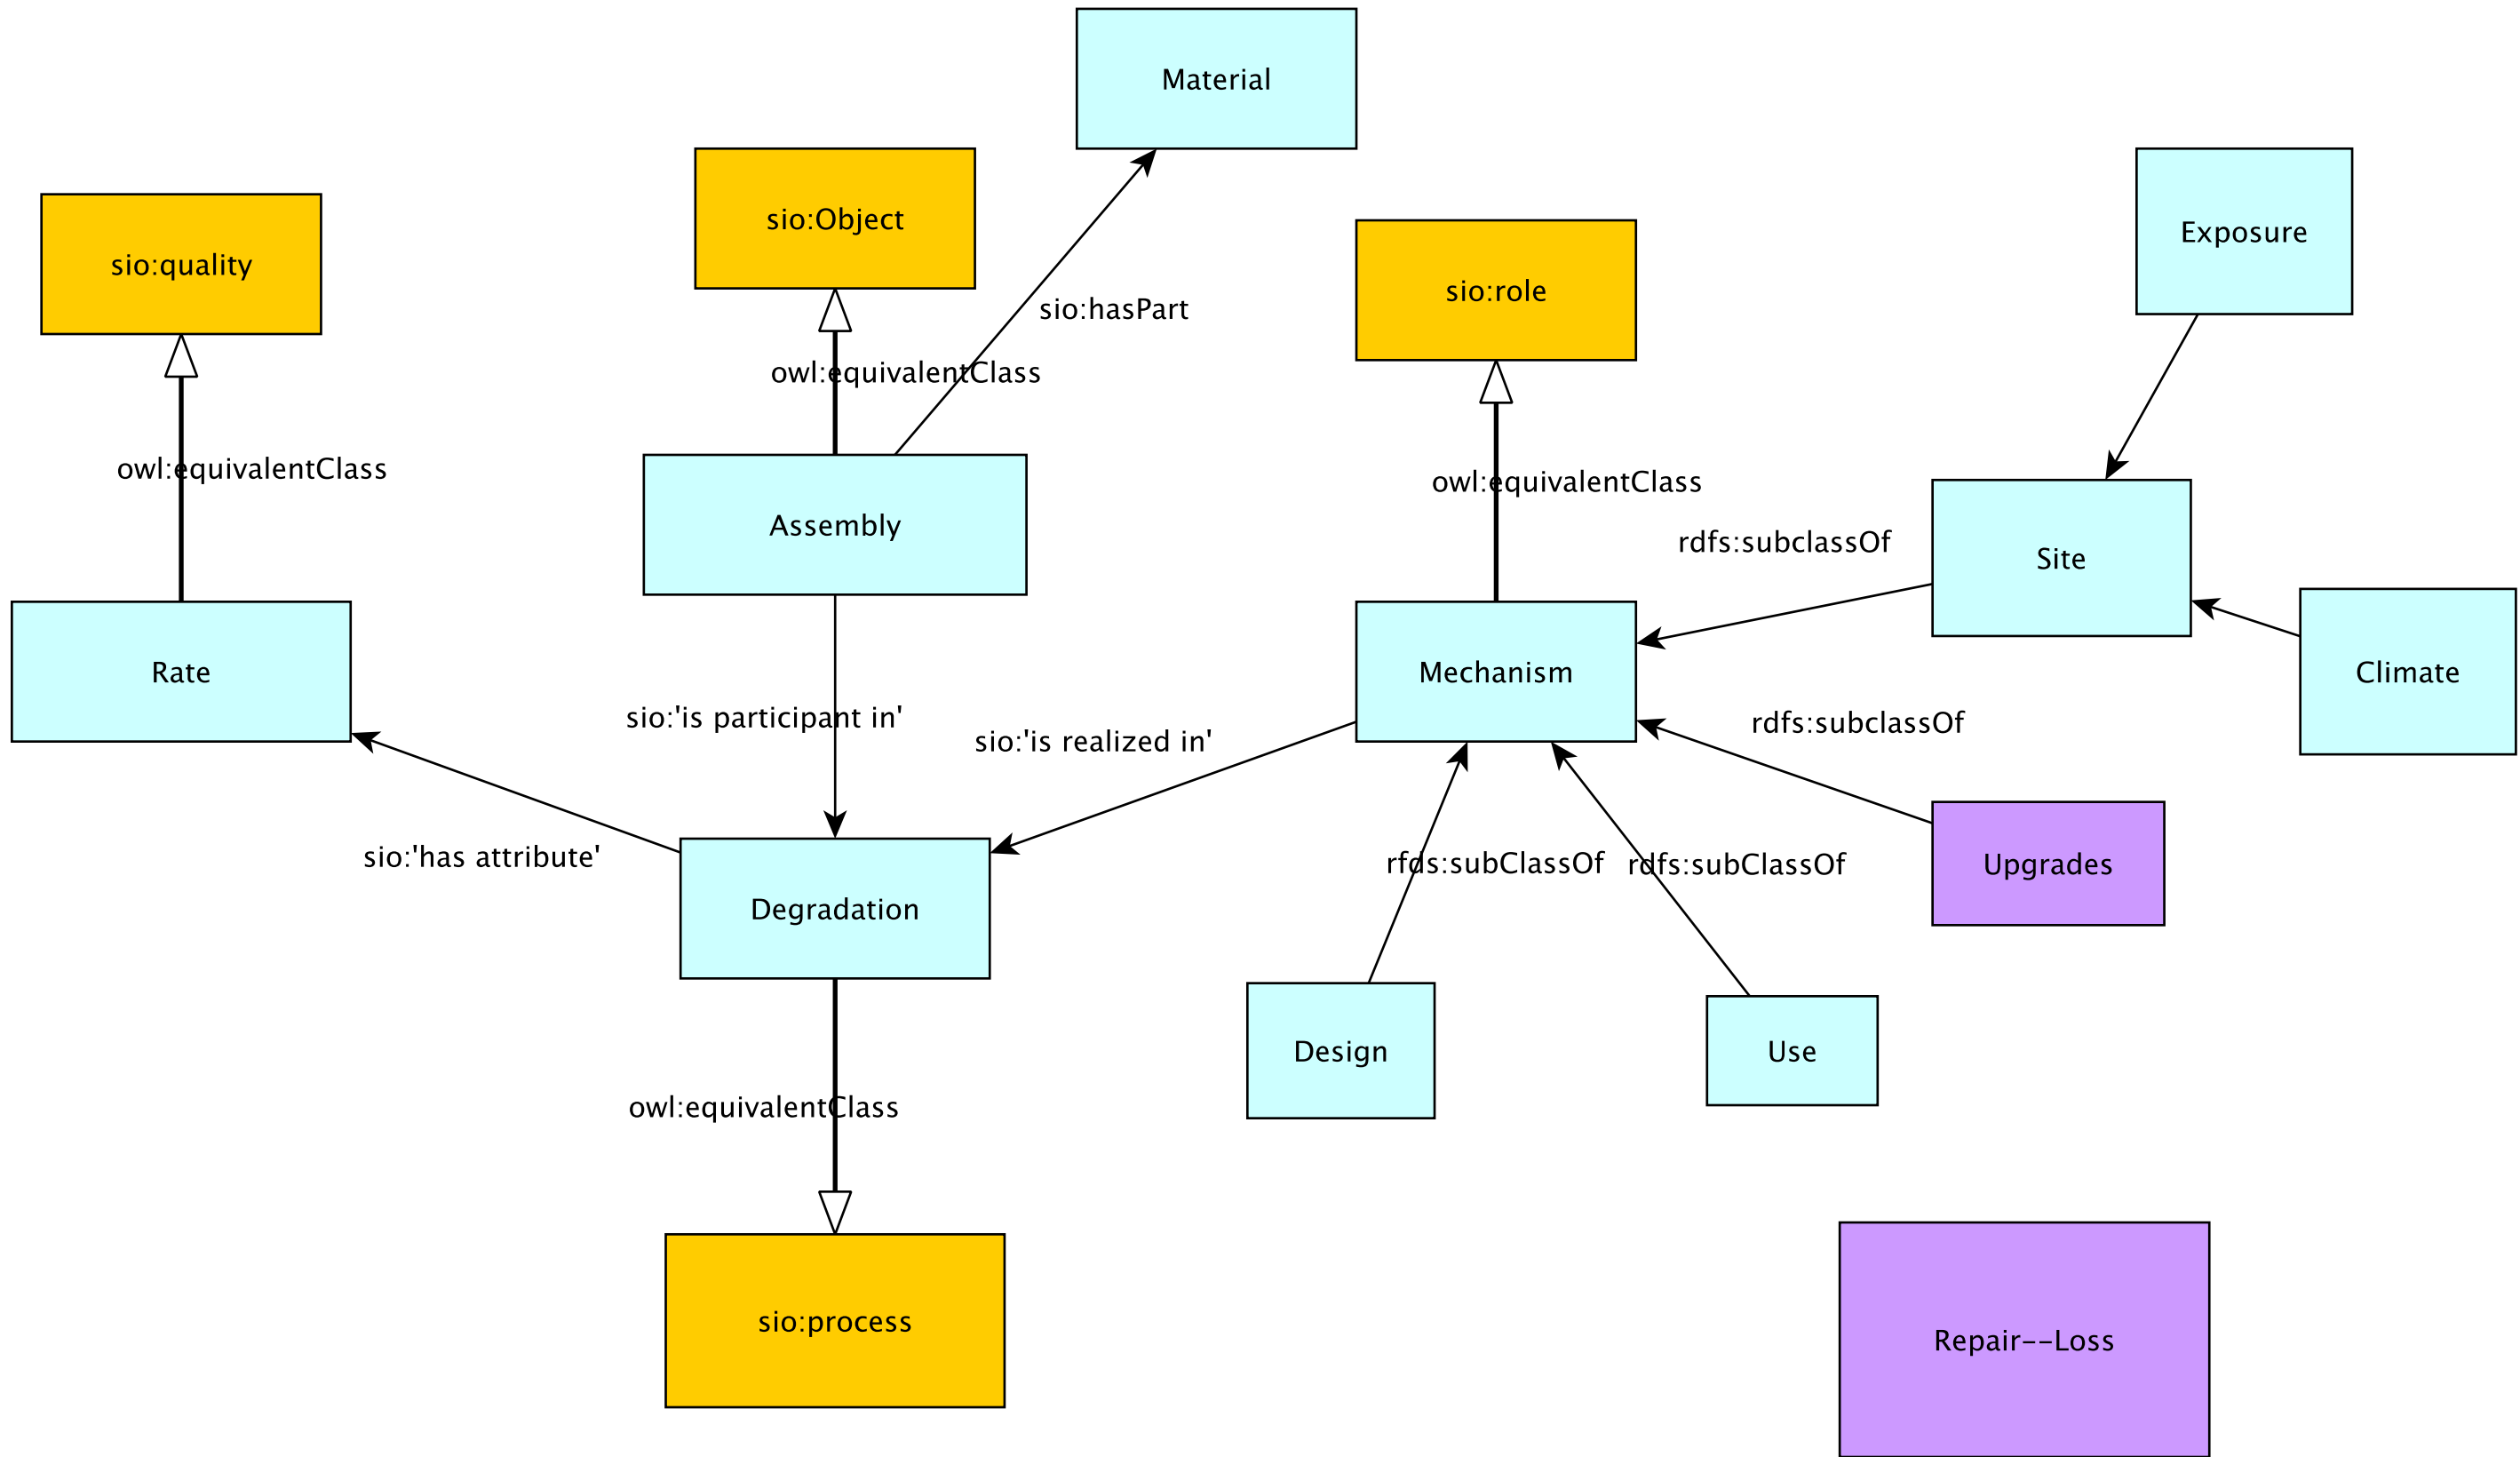 Material
sio:Object
Exposure
sio:quality
sio:role
sio:hasPart
owl:equivalentClass
owl:equivalentClass
owl:equivalentClass
Assembly
rdfs:subclassOf
Site
Rate
Mechanism
Climate
sio:'is participant in'
rdfs:subclassOf
sio:'is realized in'
sio:'has attribute'
rfds:subClassOf
rdfs:subClassOf
Upgrades
Degradation
Design
Use
owl:equivalentClass
sio:process
Repair--Loss